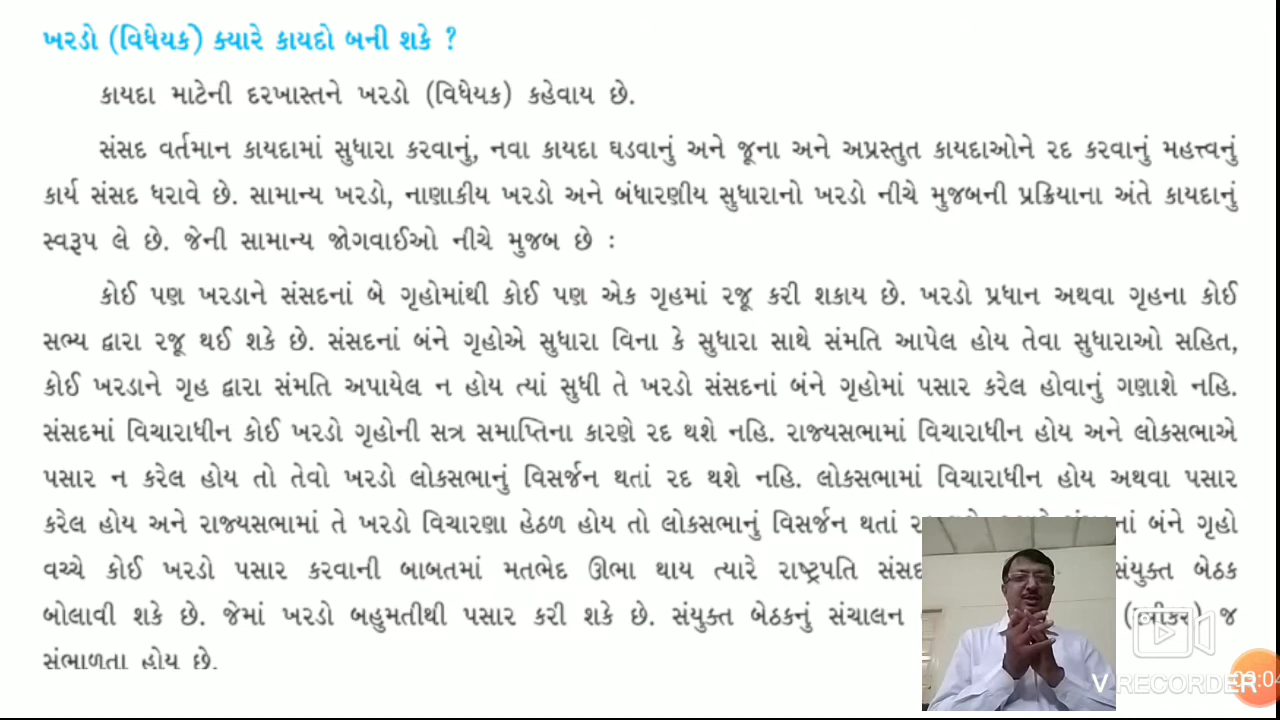 ખરડો (વિધેયક) ક્યારે કાયદો બની શકે ?
કાયદા માટેની દરખાસ્તને ખરડો (વિધેયક) કહેવાય છે.
સંસદ વર્તમાન કાયદામાં સુધારા કરવાનું, નવા કાયદા ઘડવાનું અને જૂના અને અપ્રસ્તુત કાયદાઓને રદ કરવાનું મહત્ત્વનું
કાર્ય સંસદ ધરાવે છે. સામાન્ય ખરડો, નાણાકીય ખરડો અને બંધારણીય સુધારાનો ખરડો નીચે મુજબની પ્રક્રિયાના અંતે કાયદાનું
સ્વરૂપ લે છે. જેની સામાન્ય જોગવાઈઓ નીચે મુજબ છે :
કોઈ પણ ખરડાને સંસદનાં બે ગૃહોમાંથી કોઈ પણ એક ગૃહમાં રજૂ કરી શકાય છે. ખરડો પ્રધાન અથવા ગૃહના કોઈ
સભ્ય દ્વારા રજૂ થઈ શકે છે. સંસદનાં બંને ગૃહોએ સુધારા વિના કે સુધારા સાથે સંમતિ આપેલ હોય તેવા સુધારાઓ સહિત,
કોઈ ખરડાને ગૃહ દ્વારા સંમતિ અપાયેલ ન હોય ત્યાં સુધી તે ખરડો સંસદનાં બંને ગૃહોમાં પસાર કરેલ હોવાનું ગણાશે નહિ.
સંસદમાં વિચારાધીન કોઈ ખરડો ગૃહોની સત્ર સમાપ્તિના કારણે રદ થશે નહિ. રાજ્યસભામાં વિચારાધીન હોય અને લોકસભાએ
પસાર ન કરેલ હોય તો તેવો ખરડો લોકસભાનું વિસર્જન થતાં રદ થશે નહિ. લોકસભામાં વિચારાધીન હોય અથવા પસાર
કરેલ હોય અને રાજ્યસભામાં તે ખરડો વિચારણા હેઠળ હોય તો લોકસભાનું વિસર્જન થતાં બંને ગૃહો
વચ્ચે કોઈ ખરડો પસાર કરવાની બાબતમાં મતભેદ ઊભા થાય ત્યારે રાષ્ટ્રપતિ સંસદ સંયુક્ત બેઠક
બોલાવી શકે છે. જેમાં ખરડો બહુમતીથી પસાર કરી શકે છે. સંયુક્ત બેઠકનું સંચાલન જ
સંભાળતા હોય છે.
V RECORDER